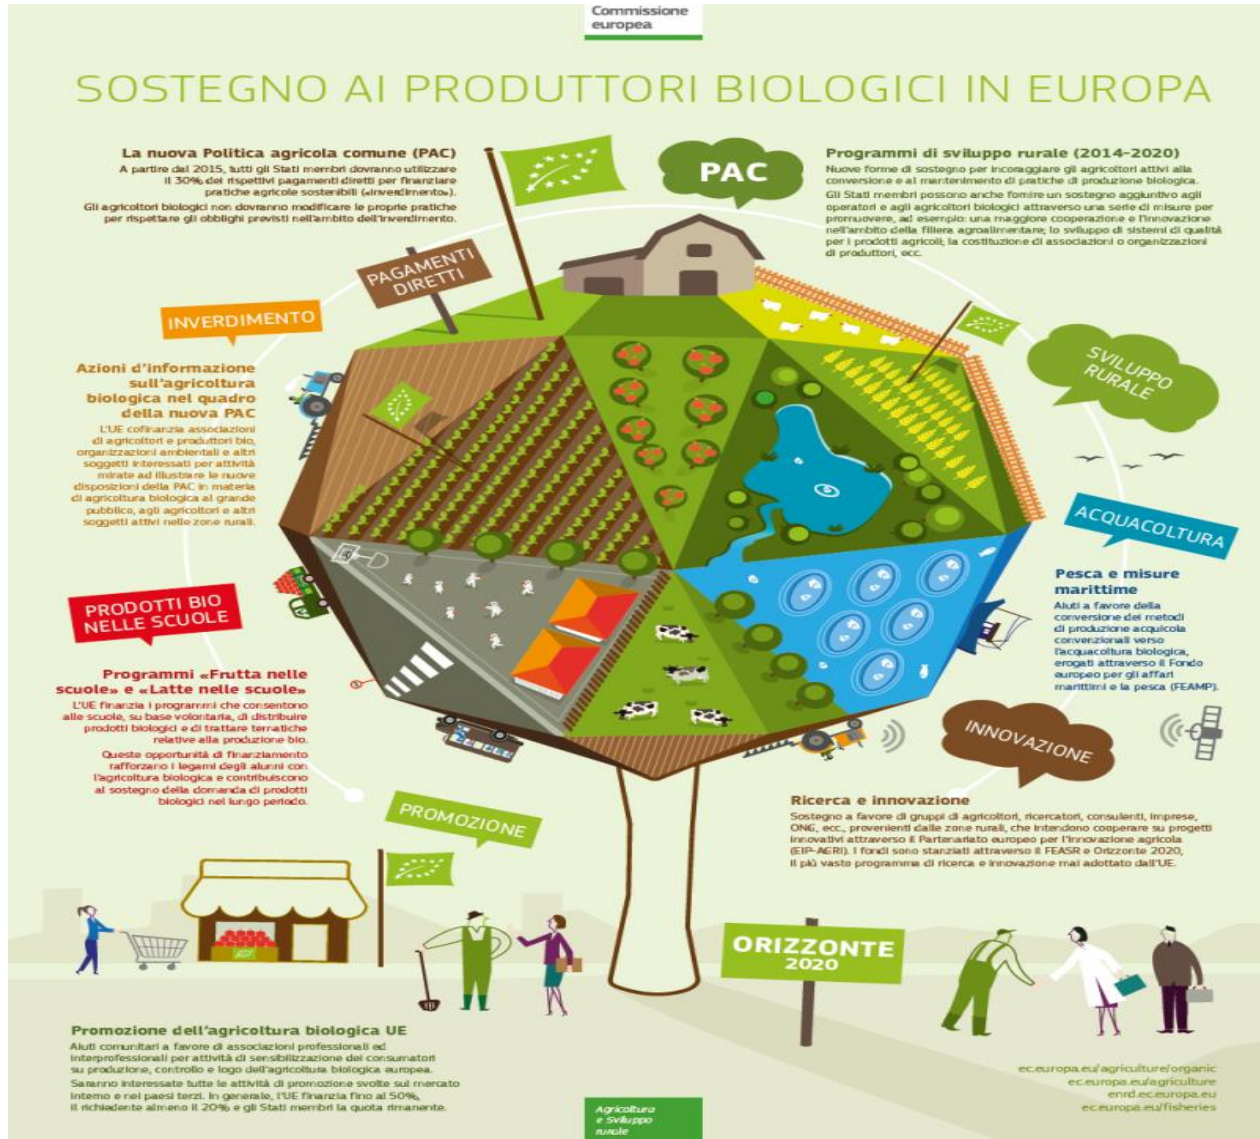 Commissione
europea
SOSTEGNO AI PRODUTTORI BIOLOGICI IN EUROPA
La nuova Politica agricola comune (PAC)
A partire dal 2015, tutti gli Stati membri dovranno utilizzare
il 30% dei rispettivi pagamenti diretti per finanziare
pratiche agricole sostenibili («inverdimento»).
Gli agricoltori biologici non dovranno modificare le proprie pratiche
per rispettare gli obblighi previsti nell'ambito dell'inverdimento.
PAC
Programmi di sviluppo rurale (2014-2020)
Nuove forme di sostegno per incoraggiare gli agricoltori attivi alla
conversione e al mantenimento di pratiche di produzione biologica.
Gli Stati membri possono anche fornire un sostegno aggiuntivo agli
operatori e agli agricoltori biologici attraverso una serie di misure per
promuovere, ad esempio: una maggiore cooperazione e l'innovazione
nell'ambito della filiera agroalimentare; lo sviluppo di sistemi di qualità
per i prodotti agricoli; la costituzione di associazioni o organizzazioni
di produttori, ecc.
PAGAMENTI
DIRETTI
INVERDIMENTO
Azioni d'informazione
sull'agricoltura
biologica nel quadro
della nuova PAC
L'UE cofinanzia associazioni
di agricoltori e produttori bio,
organizzazioni ambientali e altri
soggetti interessati per attività
mirate ad illustrare le nuove
disposizioni della PAC in materia
di agricoltura biologica al grande
pubblico, agli agricoltori e altri
soggetti attivi nelle zone rurali.
SVILUPPO
RURALE
ACQUACOLTURA
Pesca e misure
marittime
Aiuti a favore della
conversione dei metodi
di produzione acquicola
convenzionali verso
l'acquacoltura biologica,
erogati attraverso il Fondo
europeo per gli affari
marittimi e la pesca (FEAMP).
PRODOTTI BIO
NELLE SCUOLE
Programmi «Frutta nelle
scuole» e «Latte nelle scuole»
L'UE finanzia i programmi che consentono
alle scuole, su base volontaria, di distribuire
prodotti biologici e di trattare tematiche
relative alla produzione bio.
Queste opportunità di finanziamento
rafforzano i legami degli alunni con
l'agricoltura biologica e contribuiscono
al sostegno della domanda di prodotti
biologici nel lungo periodo.
INNOVAZIONE
Ricerca e innovazione
Sostegno a favore di gruppi di agricoltori, ricercatori, consulenti, imprese,
ONG, ecc., provenienti dalle zone rurali, che intendono cooperare su progetti
innovativi attraverso il Partenariato europeo per l'innovazione agricola
(EIP-AGRI). I fondi sono stanziati attraverso il FEASR e Orizzonte 2020,
il più vasto programma di ricerca e innovazione mai adottato dall'UE.
PROMOZIONE
ORIZZONTE
2020
Promozione dell'agricoltura biologica UE
Aiuti comunitari a favore di associazioni professionali ed
interprofessionali per attività di sensibilizzazione dei consumatori
su produzione, controllo e logo dell'agricoltura biologica europea.
Saranno interessate tutte le attività di promozione svolte sul mercato
interno e nei paesi terzi. In generale, l'UE finanzia fino al 50%,
il richiedente almeno il 20% e gli Stati membri la quota rimanente.
ec.europa.eu/agriculture/organic
ec.europa.eu/agriculture
enrd.ec.europa.eu
ec.europa.eu/fisheries
Agricoltura
e Sviluppo
rurale